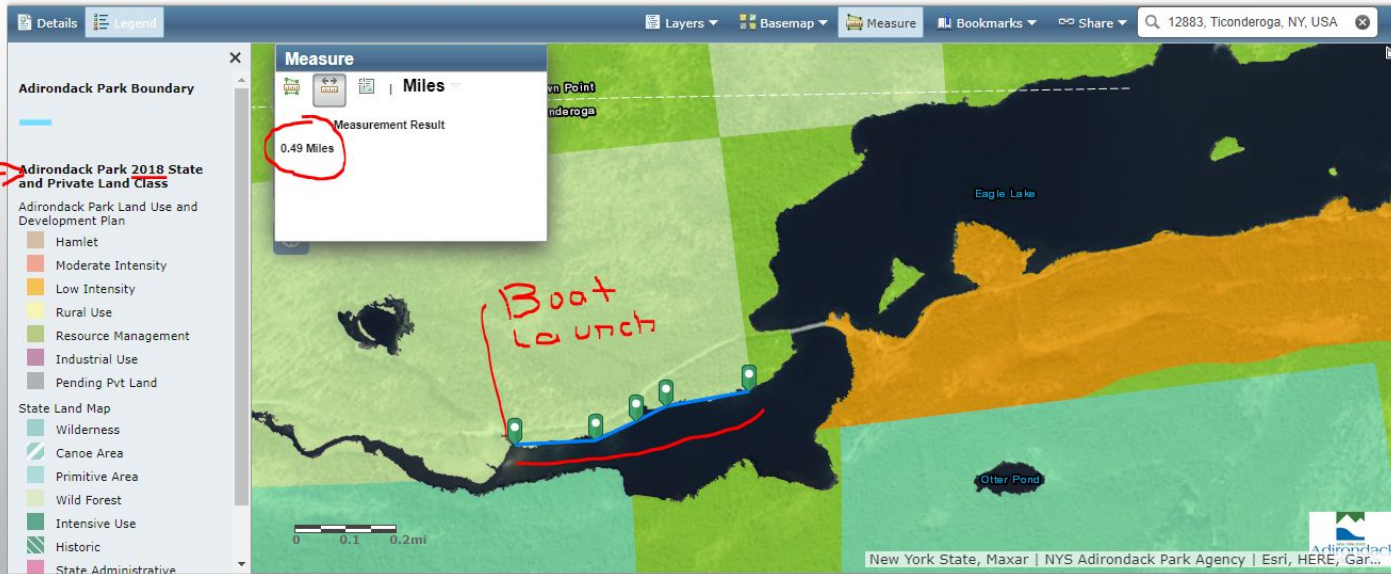 Details Legend Layers Basemap Measure Bookmarks Share 12883, Ticonderoga, NY, USA
Adirondack Park Boundary
Adirondack Park 2018 State
and Private Land Class
Adirondack Park Land Use and
Development Plan
Hamlet
Moderate Intensity
Low Intensity
Rural Use
Resource Management
Industrial Use
Pending Pvt Land
State Land Map
Wilderness
Canoe Area
Primitive Area
Wild Forest
Intensive Use
Historic
State Administrative
Measure
| Miles
Measurement Result
0.49 Miles
wn Point
nderoga
Eagle Lake
Boat
Launch
Otter Pond
0 0.1 0.2mi
Adirondack
New York State, Maxar | NYS Adirondack Park Agency | Esri, HERE, Gar...